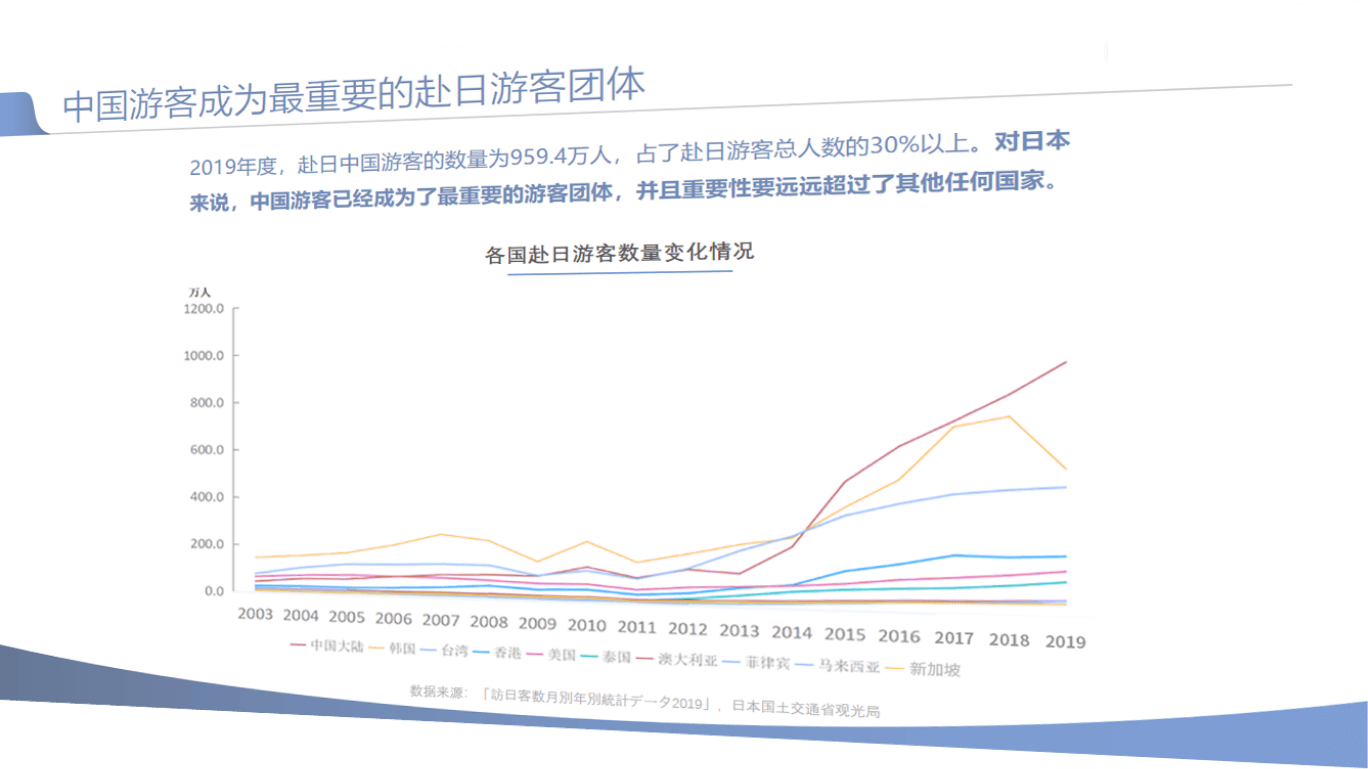 中国游客成为最重要的赴日游客团体
2019年度，赴日中国游客的数量为959.4万人，占了赴日游客总人数的30%以上。对日本
来说，中国游客已经成为了最重要的游客团体，并且重要性要远远超过了其他任何国家。
各国赴日游客数量变化情况
万人
1200.0
1000.0
800.0
600.0
400.0
200.0
0.0
2003 2004 2005 2006 2007 2008 2009 2010 2011 2012 2013 2014 2015 2016 2017 2018 2019
中国大陆 韩国 台湾 香港 美国 泰国 澳大利亚 菲律宾 马来西亚 新加坡
数据来源：「訪日客数月別年別統計データ2019」，日本国土交通省观光局